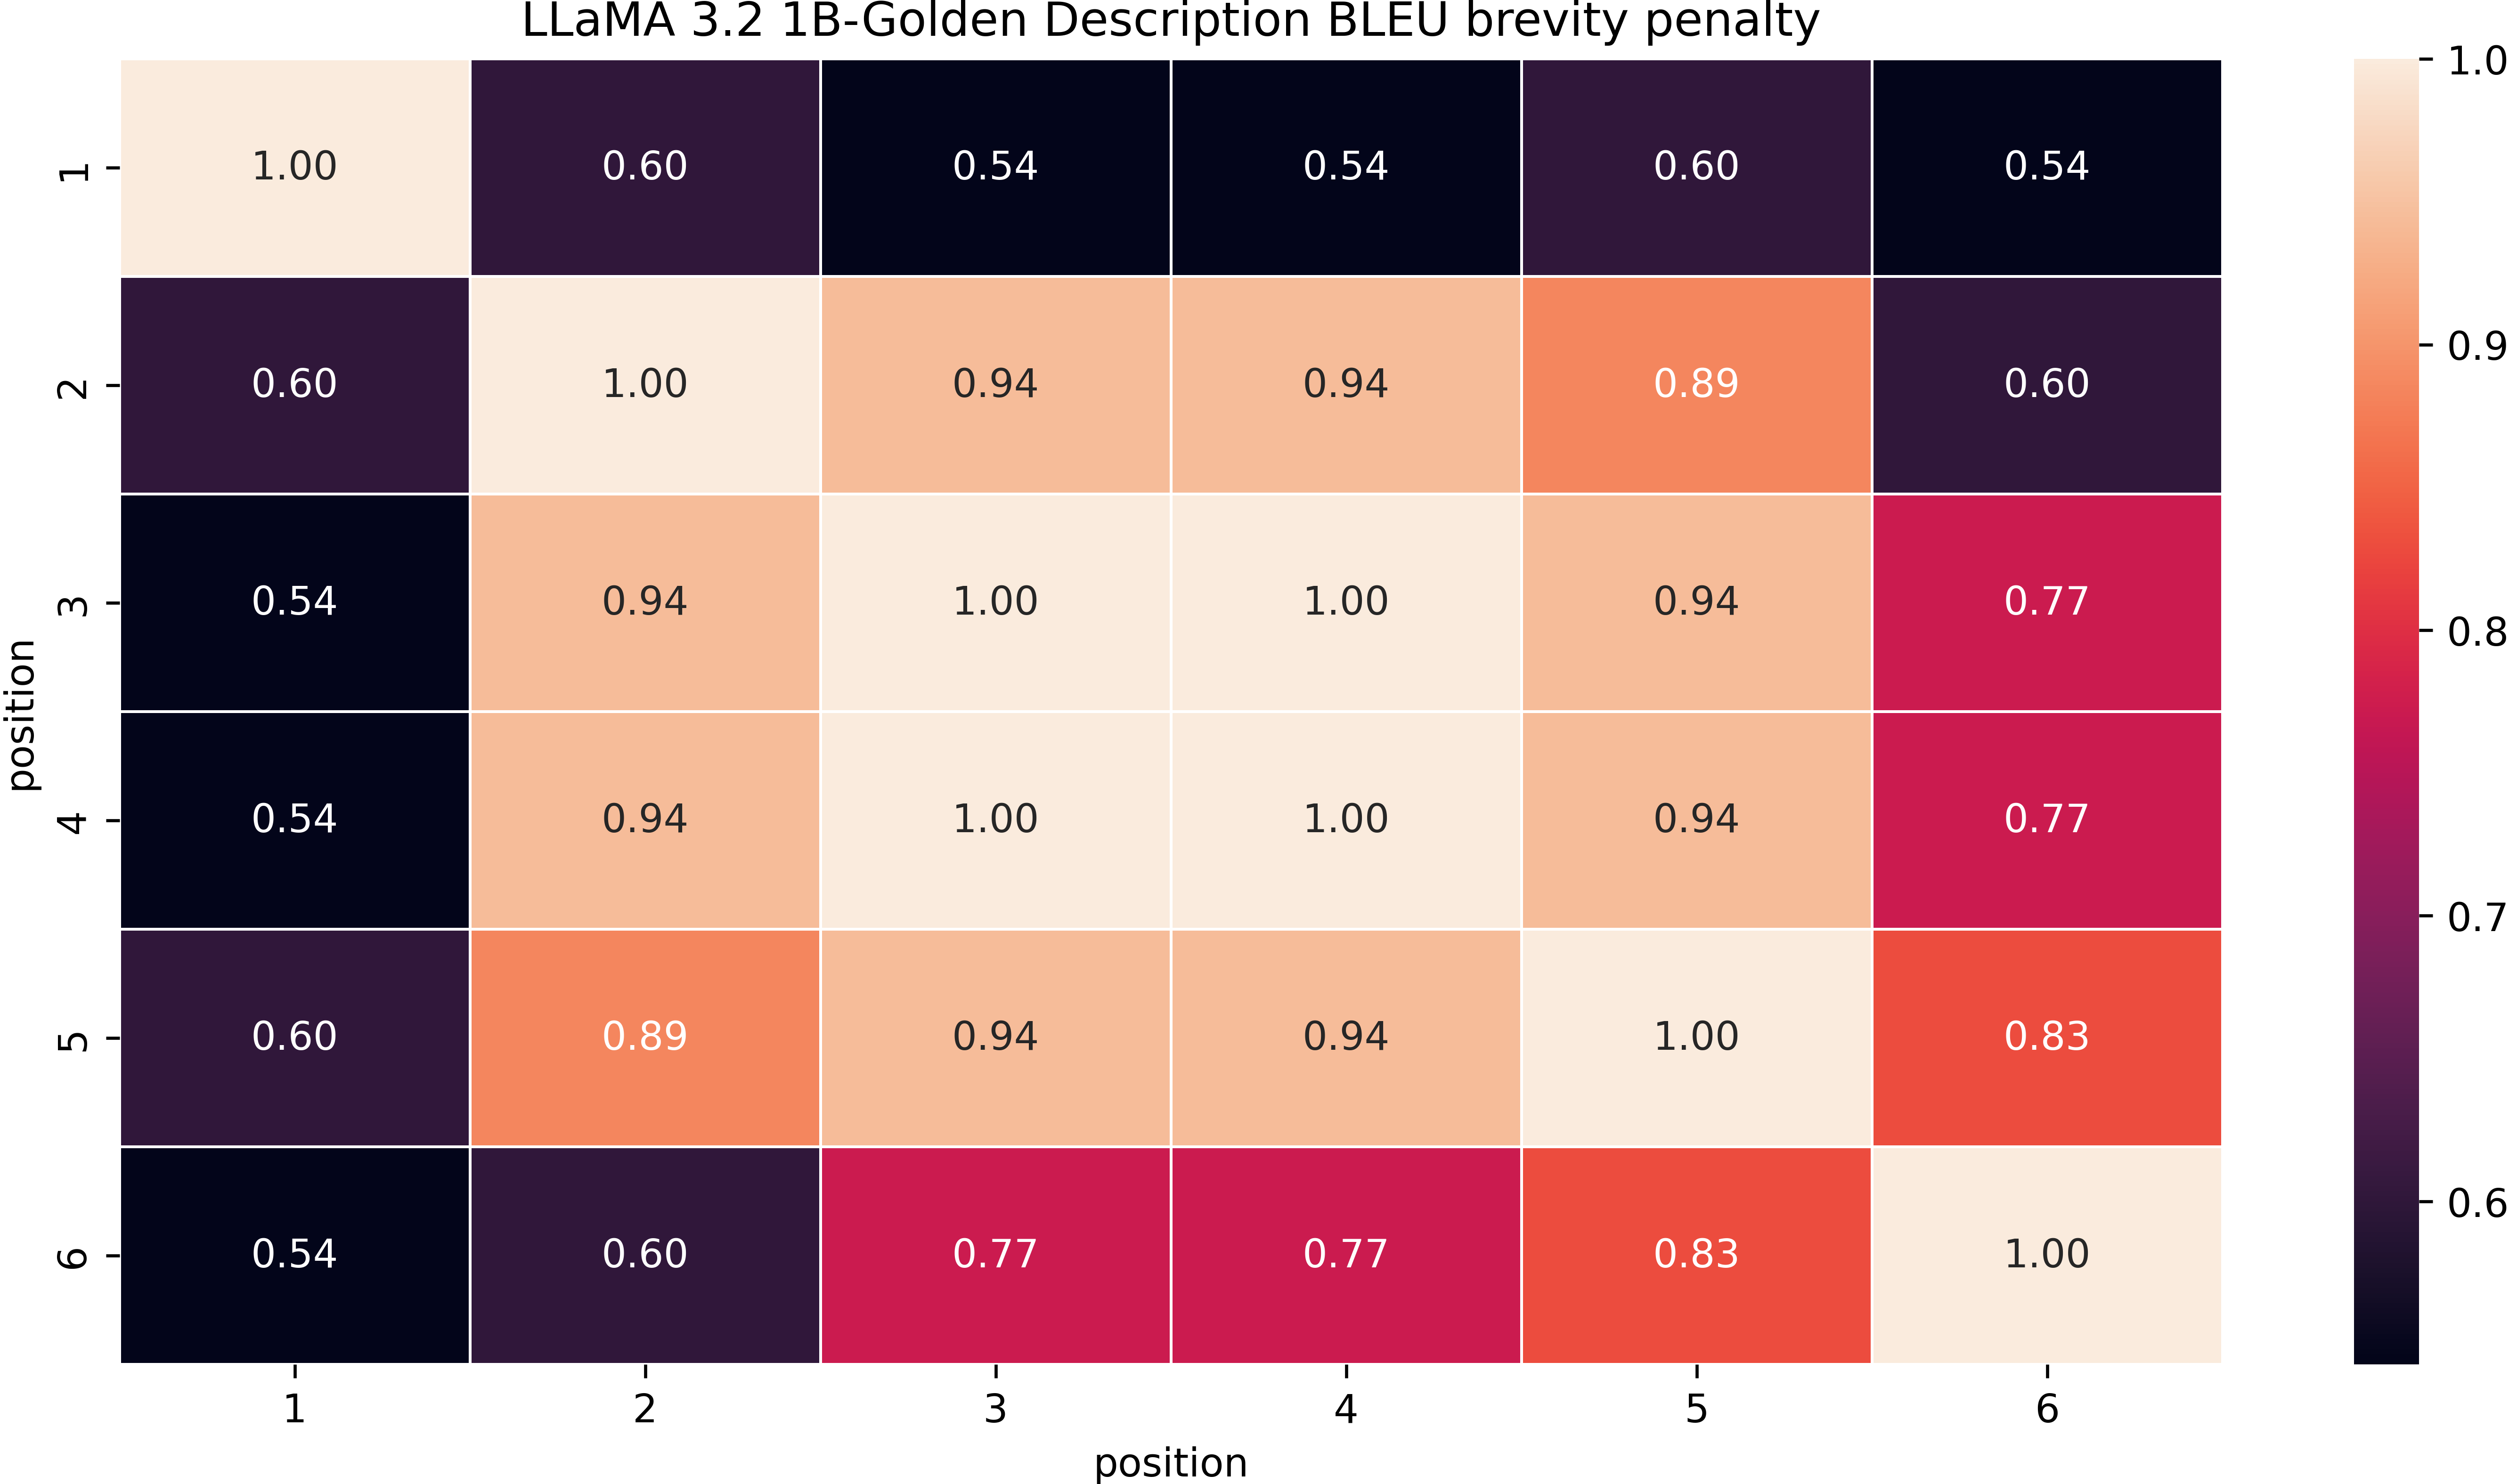 LLaMA 3.2 1B-Golden Description BLEU brevity penalty
1.0
1 1.00 0.60 0.54 0.54 0.60 0.54
0.9
2 0.60 1.00 0.94 0.94 0.89 0.60
3 0.54 0.94 1.00 1.00 0.94 0.77
0.8
position
4 0.54 0.94 1.00 1.00 0.94 0.77
0.7
5 0.60 0.89 0.94 0.94 1.00 0.83
0.6
6 0.54 0.60 0.77 0.77 0.83 1.00
1 2 3 4 5 6
position